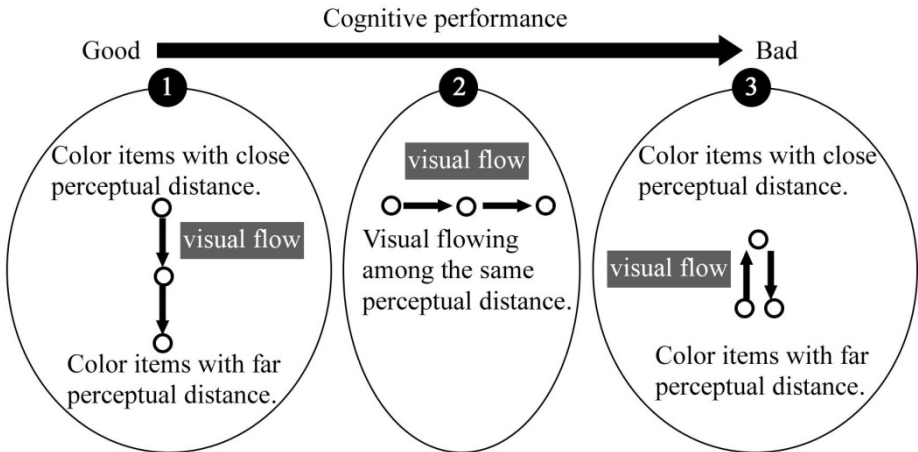 Cognitive performance
Good
Bad
1
2
3
Color items with close
perceptual distance.
visual flow
Color items with far
perceptual distance.
visual flow
Visual flowing
among the same
perceptual distance.
Color items with close
perceptual distance.
visual flow
Color items with far
perceptual distance.